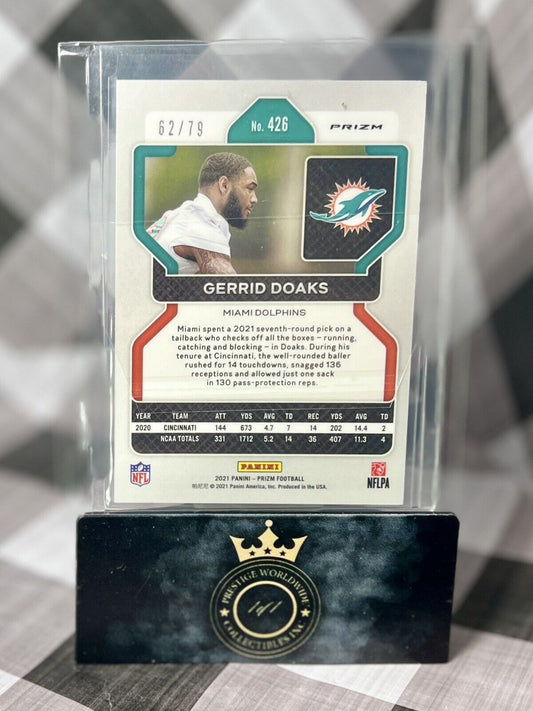 62/79
No. 426
PRIZM
GERRID DOAKS
MIAMI DOLPHINS
Miami spent a 2021 seventh-round pick on a
tailback who checks off all the boxes – running,
catching and blocking – in Doaks. During his
tenure at Cincinnati, the well-rounded baller
rushed for 14 touchdowns, snagged 136
receptions and allowed just one sack
in 130 pass-protection reps.
YEAR TEAM ATT YDS AVG TD REC YDS AVG TD
2020 CINCINNATI 144 673 4.7 7 14 202 14.4 2
NCAA TOTALS 331 1712 5.2 14 36 407 11.3 4
NFL
PANINI
NFLPA
2021 PANINI – PRIZM FOOTBALL
帕尼尼 © 2021 Panini America, Inc. Produced in the USA.
PRESTIGE WORLDWIDE
1of1
COLLECTIBLES INC